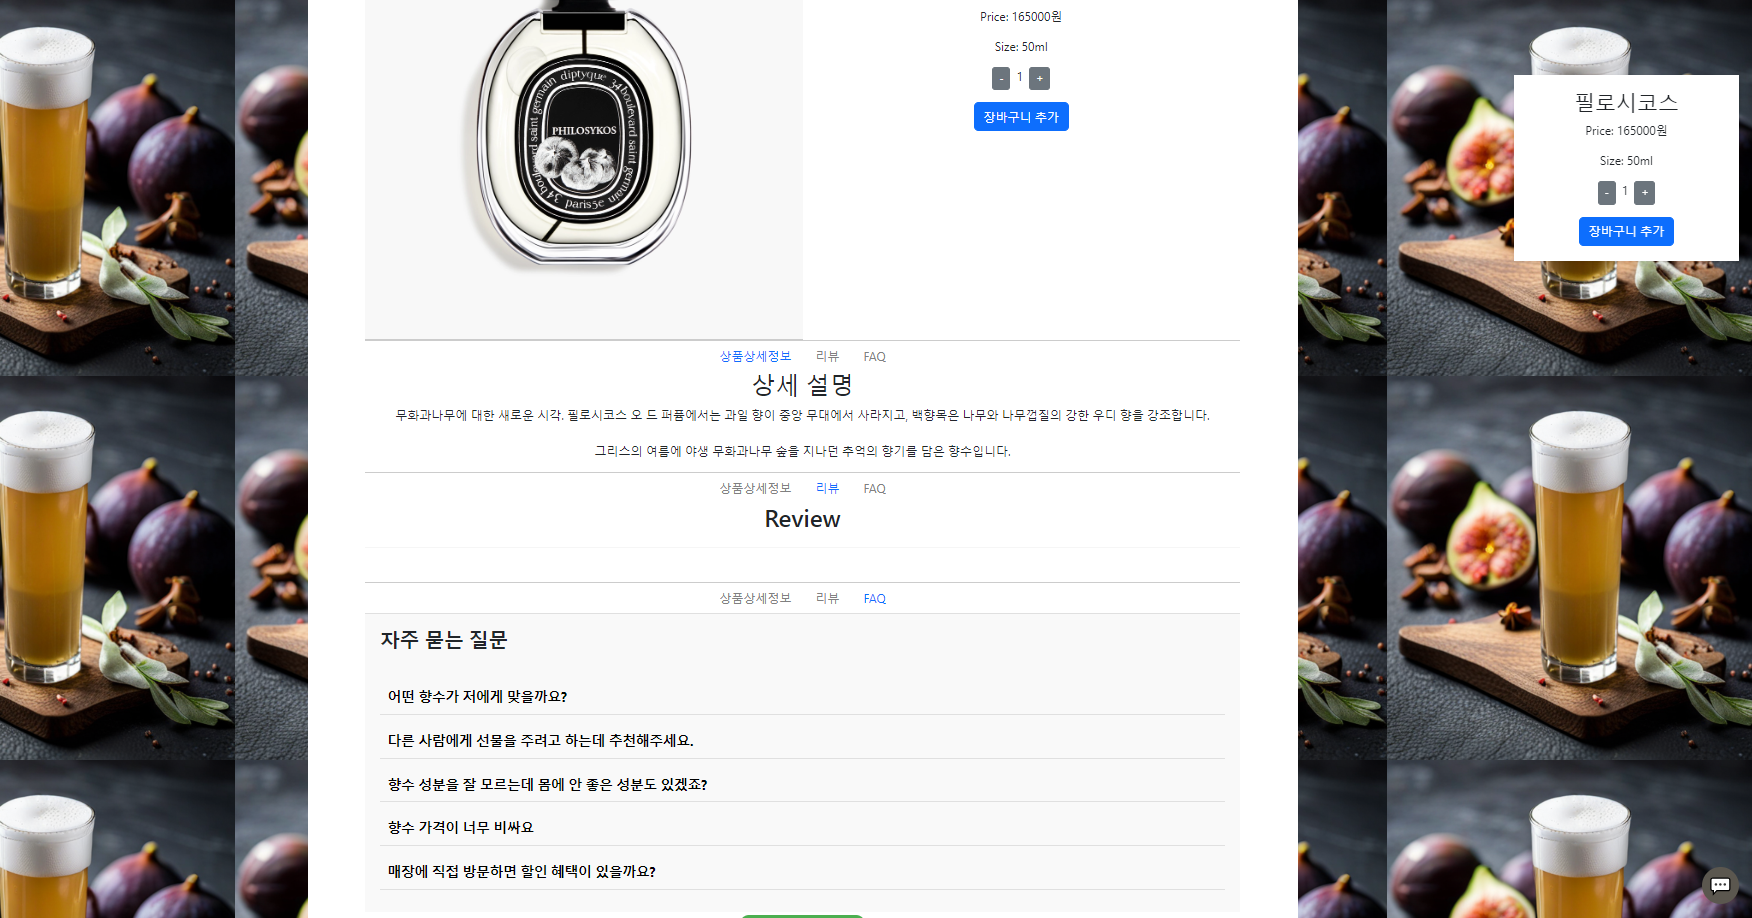 Price: 165000원
Size: 50ml
- 1 +
장바구니 추가
diptyque
34 boulevard saint germain
PHILOSYKOS
34 boulevard saint germain
paris5e
필로시코스
Price: 165000원
Size: 50ml
- 1 +
장바구니 추가
상품상세정보 리뷰 FAQ
상세 설명
무화과나무에 대한 새로운 시각. 필로시코스 오 드 퍼퓸에서는 과일 향이 중앙 무대에서 사라지고, 백향목은 나무와 나무껍질의 강한 우디 향을 강조합니다.
그리스의 여름에 야생 무화과나무 숲을 지나던 추억의 향기를 담은 향수입니다.
상품상세정보 리뷰 FAQ
Review
상품상세정보 리뷰 FAQ
자주 묻는 질문
어떤 향수가 저에게 맞을까요?
다른 사람에게 선물을 주려고 하는데 추천해주세요.
향수 성분을 잘 모르는데 몸에 안 좋은 성분도 있겠죠?
향수 가격이 너무 비싸요
매장에 직접 방문하면 할인 혜택이 있을까요?